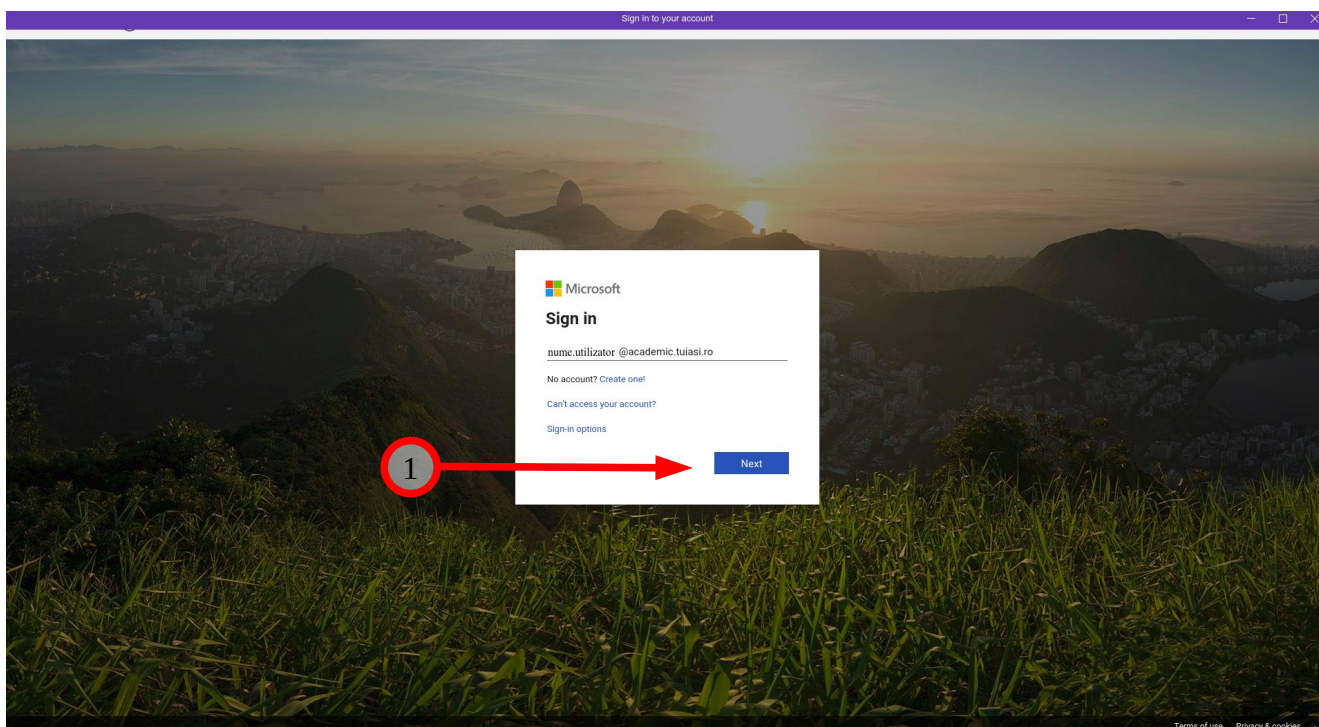 Sign in to your account
Microsoft
Sign in
nume.utilizator @academic.tuiasi.ro
No account? Create one!
Can't access your account?
Sign-in options
1
Next
Terms of use Privacy & cookies